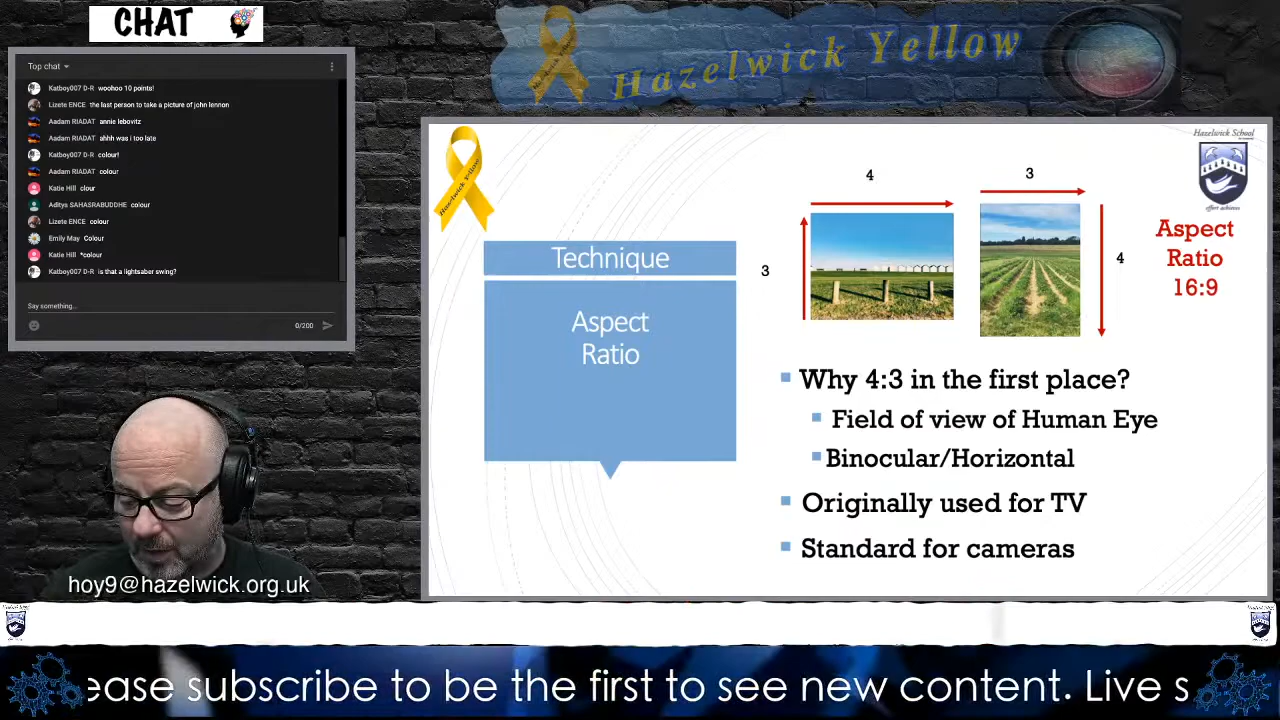 CHAT
Top chat
Katboy007 D-R woohoo 10 points!
Lizete ENCE the last person to take a picture of john lennon
Aadam RIADAT annie lebovitz
Aadam RIADAT ahhh was i too late
Katboy007 D-R colour!
Aadam RIADAT colour
Katie Hill clour
Aditys SAHASRABUDDHE colour
Lizete ENCE colour
Emily May Colour
Katie Hill *colour
Katboy007 D-R is that a lightsaber swing?
Say something...
0/200
hoy9@hazelwick.org.uk
Hazelwick Yellow
Hazelwick Yellow
Hazelwick School
effort achieves
Technique
Aspect
Ratio
4
3
3
4
Aspect
Ratio
16:9
Why 4:3 in the first place?
Field of view of Human Eye
Binocular/Horizontal
Originally used for TV
Standard for cameras
ease subscribe to be the first to see new content. Live s